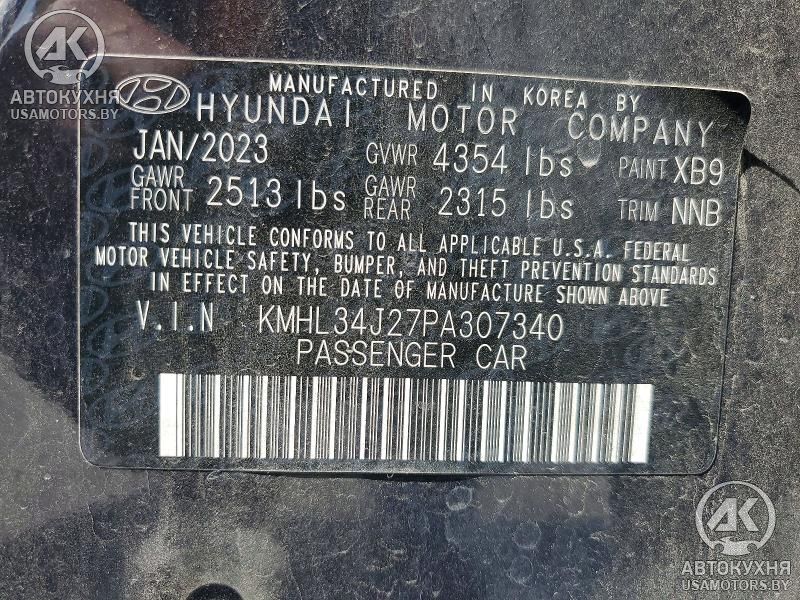 AK
АВТОКУХНЯ
USAMOTORS.BY
MANUFACTURED IN KOREA BY
HYUNDAI MOTOR COMPANY
JAN/2023 GVWR 4354 lbs PAINT XB9
GAWR FRONT 2513 lbs GAWR REAR 2315 lbs TRIM NNB
THIS VEHICLE CONFORMS TO ALL APPLICABLE U.S.A. FEDERAL
MOTOR VEHICLE SAFETY, BUMPER, AND THEFT PREVENTION STANDARDS
IN EFFECT ON THE DATE OF MANUFACTURE SHOWN ABOVE
V.I.N KMHL34J27PA307340
PASSENGER CAR
AK
АВТОКУХНЯ
USAMOTORS.BY